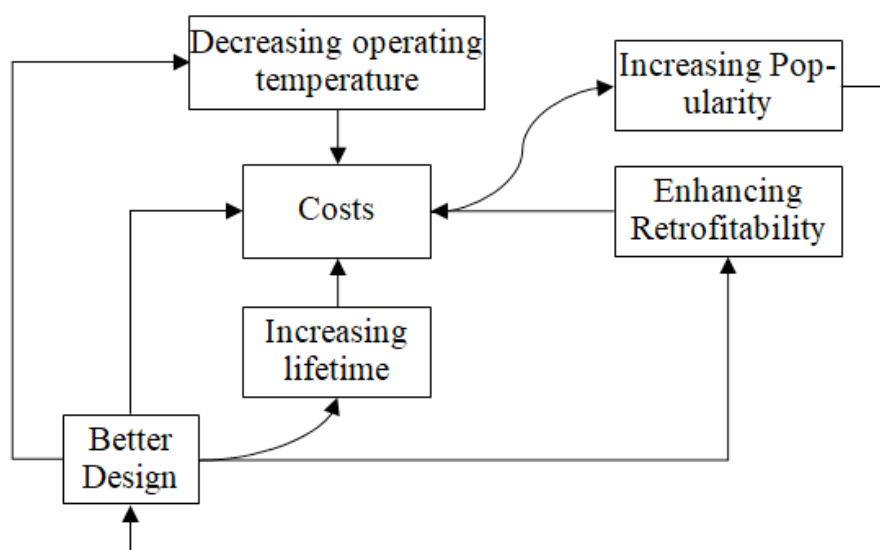 Decreasing operating
temperature
Increasing Pop-
ularity
Costs
Enhancing
Retrofitability
Increasing
lifetime
Better
Design